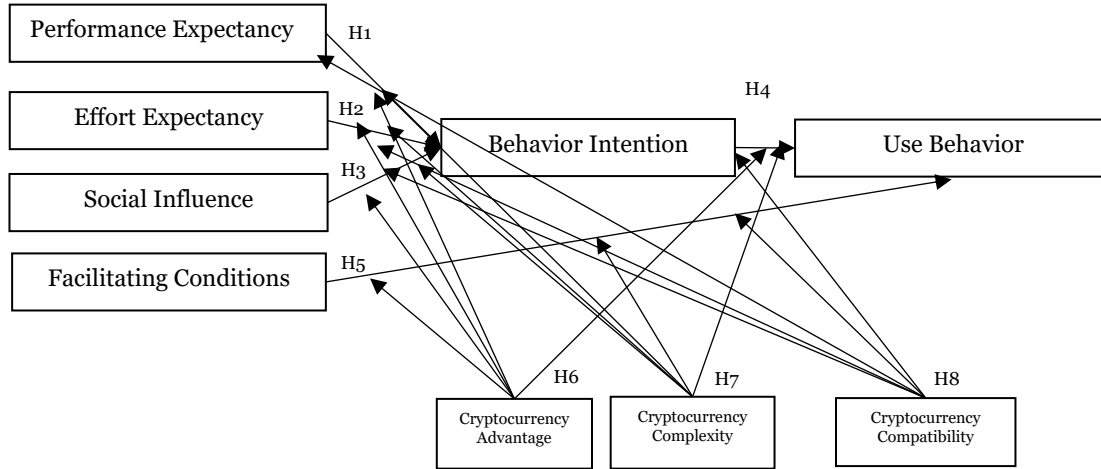 Performance Expectancy
H1
H4
Effort Expectancy
H2
Behavior Intention
Use Behavior
H3
Social Influence
Facilitating Conditions
H5
H6
H7
H8
Cryptocurrency
Advantage
Cryptocurrency
Complexity
Cryptocurrency
Compatibility